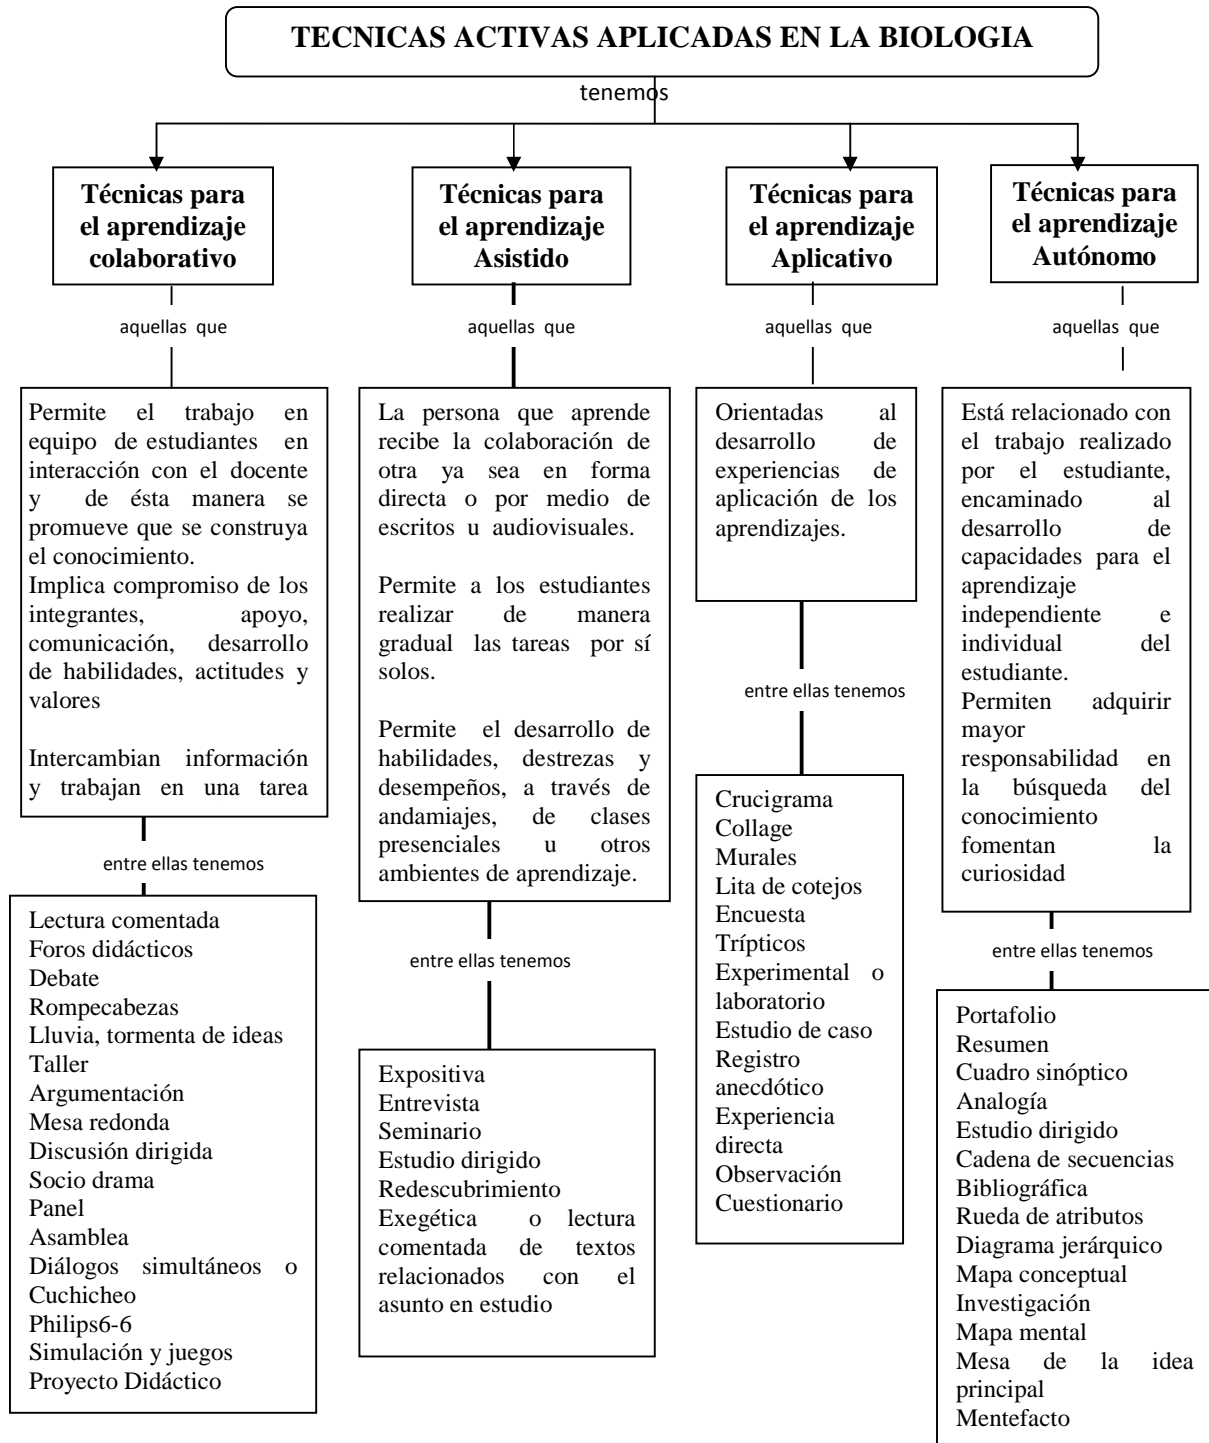 TECNICAS ACTIVAS APLICADAS EN LA BIOLOGIA
tenemos
Técnicas para
el aprendizaje
colaborativo
aquellas que
Permite el trabajo en
equipo de estudiantes en
interacción con el docente
y de ésta manera se
promueve que se construya
el conocimiento.
Implica compromiso de los
integrantes, apoyo,
comunicación, desarrollo
de habilidades, actitudes y
valores
Intercambian información
y trabajan en una tarea
entre ellas tenemos
Lectura comentada
Foros didácticos
Debate
Rompecabezas
Lluvia, tormenta de ideas
Taller
Argumentación
Mesa redonda
Discusión dirigida
Socio drama
Panel
Asamblea
Diálogos simultáneos o
Cuchicheo
Philips6-6
Simulación y juegos
Proyecto Didáctico
Técnicas para
el aprendizaje
Asistido
aquellas que
La persona que aprende
recibe la colaboración de
otra ya sea en forma
directa o por medio de
escritos u audiovisuales.
Permite a los estudiantes
realizar de manera
gradual las tareas por sí
solos.
Permite el desarrollo de
habilidades, destrezas y
desempeños, a través de
andamiajes, de clases
presenciales u otros
ambientes de aprendizaje.
entre ellas tenemos
Expositiva
Entrevista
Seminario
Estudio dirigido
Redescubrimiento
Exegética o lectura
comentada de textos
relacionados con el
asunto en estudio
Técnicas para
el aprendizaje
Aplicativo
aquellas que
Orientadas al
desarrollo de
experiencias de
aplicación de los
aprendizajes.
entre ellas tenemos
Crucigrama
Collage
Murales
Lita de cotejos
Encuesta
Trípticos
Experimental o
laboratorio
Estudio de caso
Registro
anecdótico
Experiencia
directa
Observación
Cuestionario
Técnicas para
el aprendizaje
Autónomo
aquellas que
Está relacionado con
el trabajo realizado
por el estudiante,
encaminado al
desarrollo de
capacidades para el
aprendizaje
independiente e
individual del
estudiante.
Permiten adquirir
mayor
responsabilidad en
la búsqueda del
conocimiento
fomentan la
curiosidad
entre ellas tenemos
Portafolio
Resumen
Cuadro sinóptico
Analogía
Estudio dirigido
Cadena de secuencias
Bibliográfica
Rueda de atributos
Diagrama jerárquico
Mapa conceptual
Investigación
Mapa mental
Mesa de la idea
principal
Mentefacto